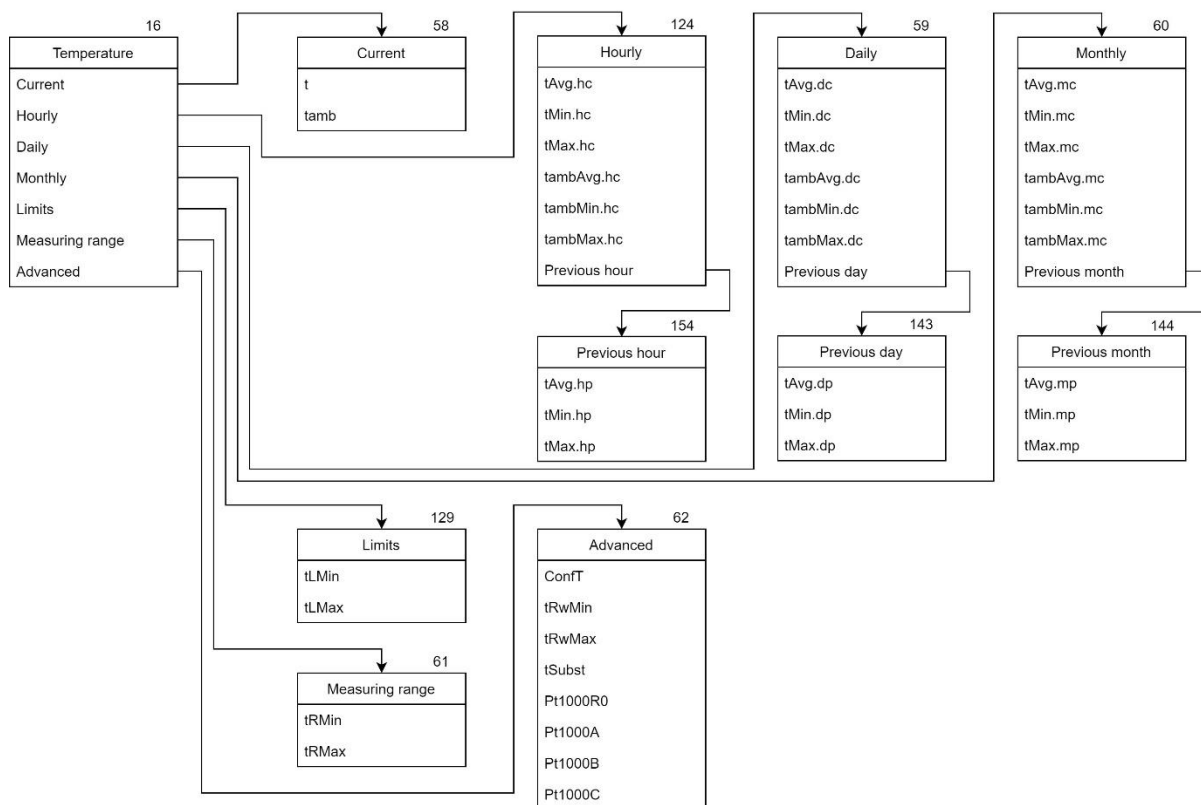 16
Temperature
Current
Hourly
Daily
Monthly
Limits
Measuring range
Advanced
58
Current
t
tamb
124
Hourly
tAvg.hc
tMin.hc
tMax.hc
tambAvg.hc
tambMin.hc
tambMax.hc
Previous hour
154
Previous hour
tAvg.hp
tMin.hp
tMax.hp
59
Daily
tAvg.dc
tMin.dc
tMax.dc
tambAvg.dc
tambMin.dc
tambMax.dc
Previous day
143
Previous day
tAvg.dp
tMin.dp
tMax.dp
60
Monthly
tAvg.mc
tMin.mc
tMax.mc
tambAvg.mc
tambMin.mc
tambMax.mc
Previous month
144
Previous month
tAvg.mp
tMin.mp
tMax.mp
129
Limits
tLMin
tLMax
61
Measuring range
tRMin
tRMax
62
Advanced
ConfT
tRwMin
tRwMax
tSubst
Pt1000R0
Pt1000A
Pt1000B
Pt1000C